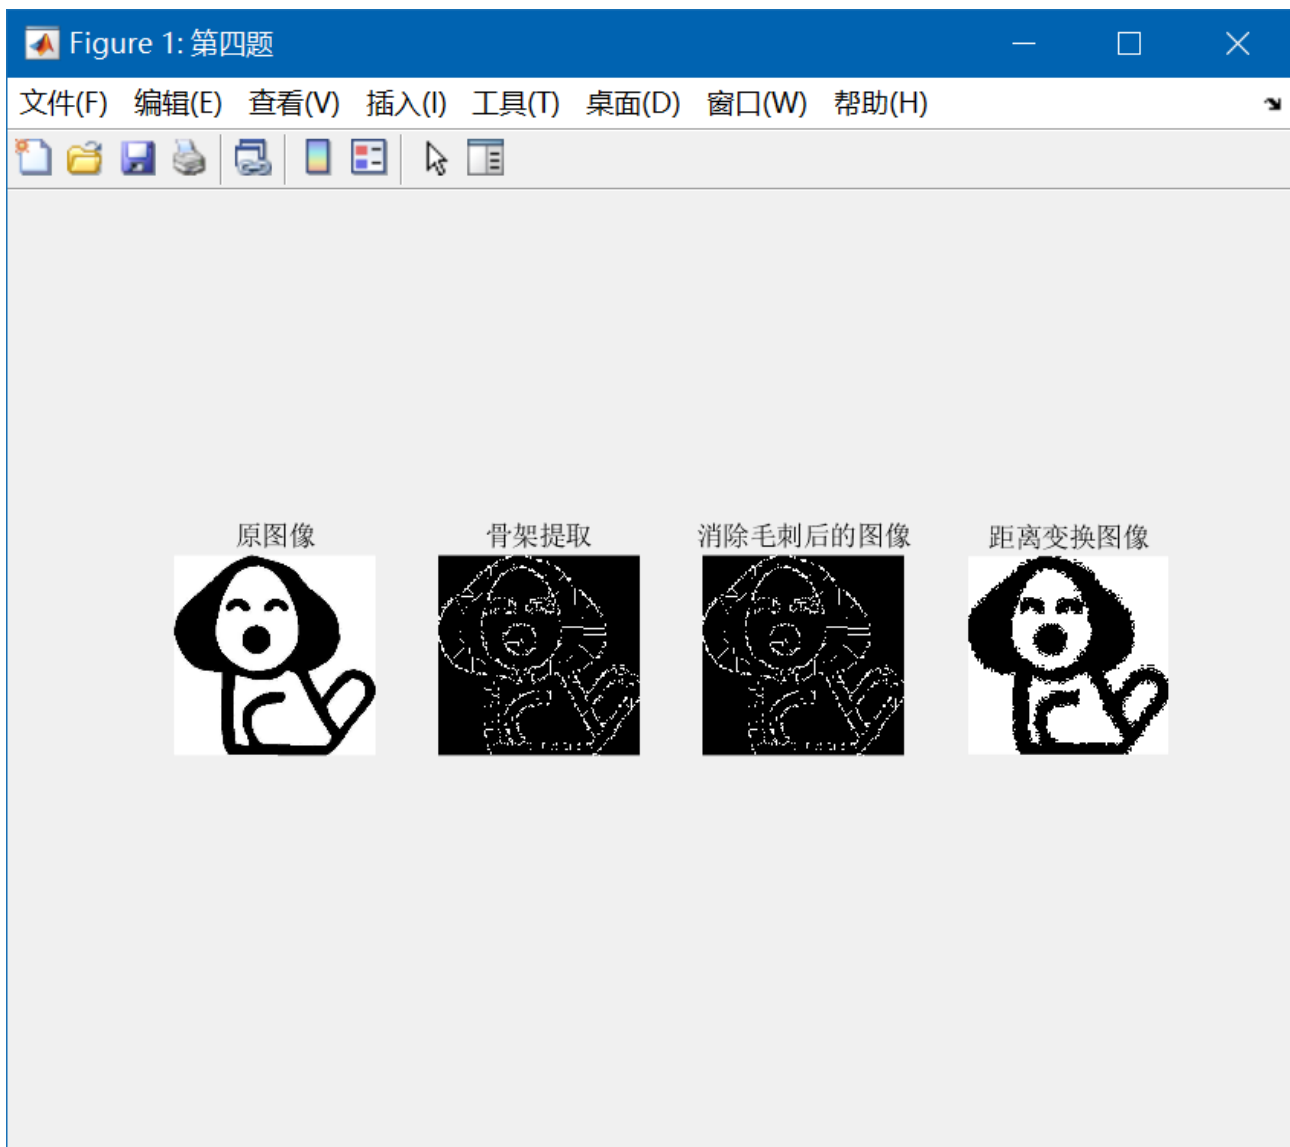 Figure 1: 第四题
文件(F) 编辑(E) 查看(V) 插入(I) 工具(T) 桌面(D) 窗口(W) 帮助(H)
原图像 骨架提取 消除毛刺后的图像 距离变换图像